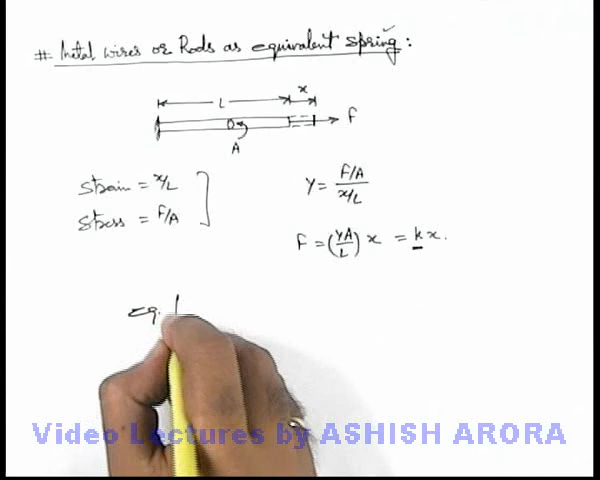 # Metal wires or Rods as equivalent spring :
x
L
F
A
Strain = x/L
Stress = F/A
Y = F/A / x/L
F = (YA/L) x = kx.
Eq.
Video Lectures by ASHISH ARORA